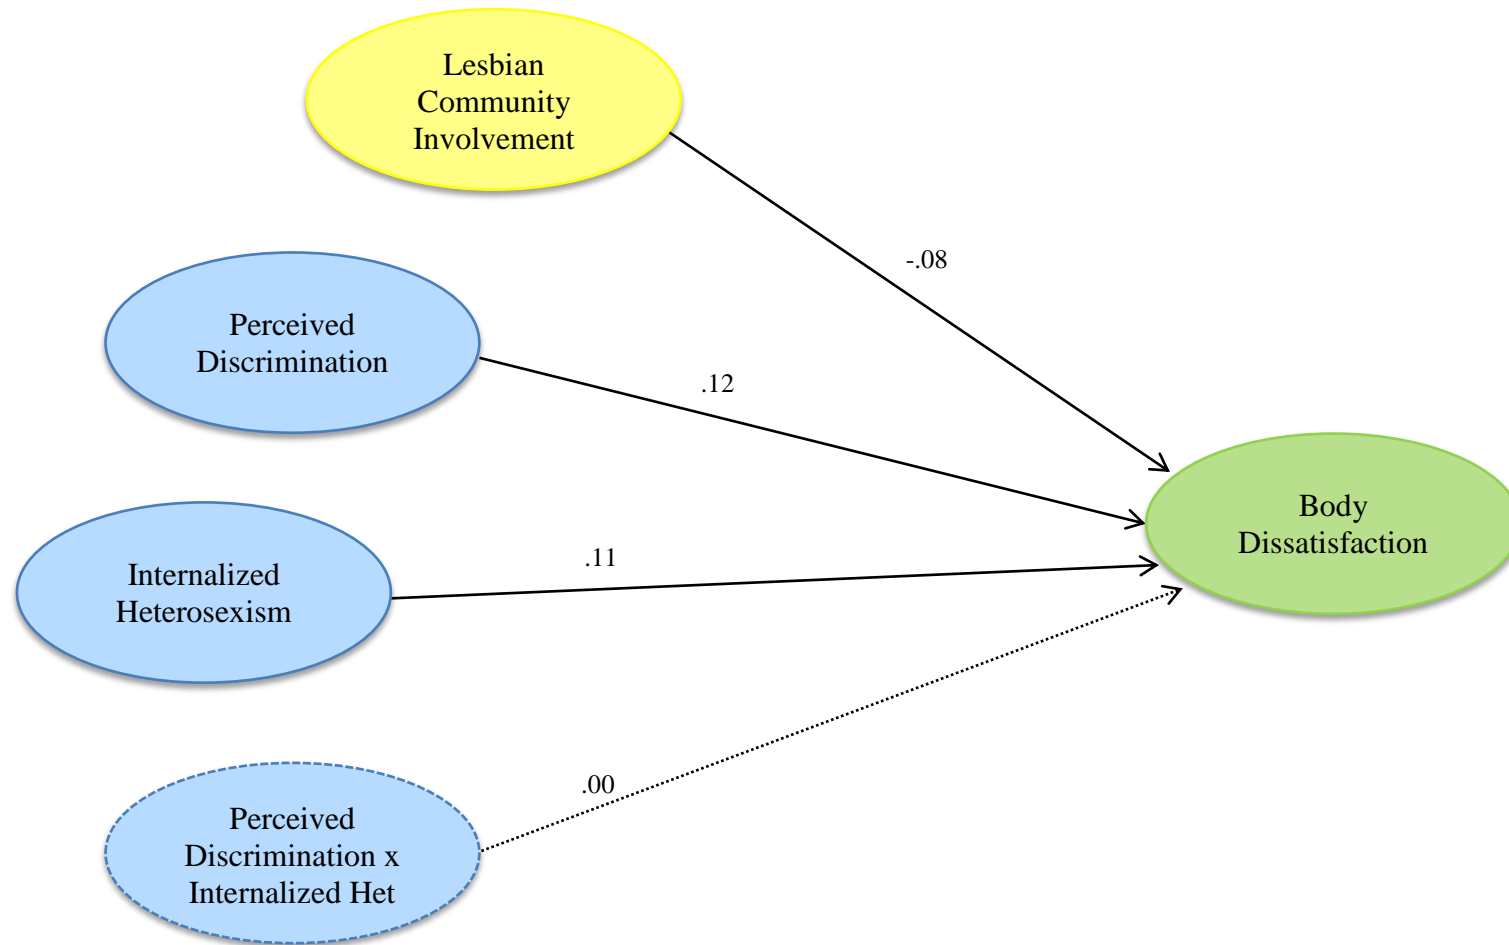 Lesbian
Community
Involvement
-.08
Perceived
Discrimination
.12
Body
Dissatisfaction
Internalized
Heterosexism
.11
Perceived
Discrimination x
Internalized Het
.00